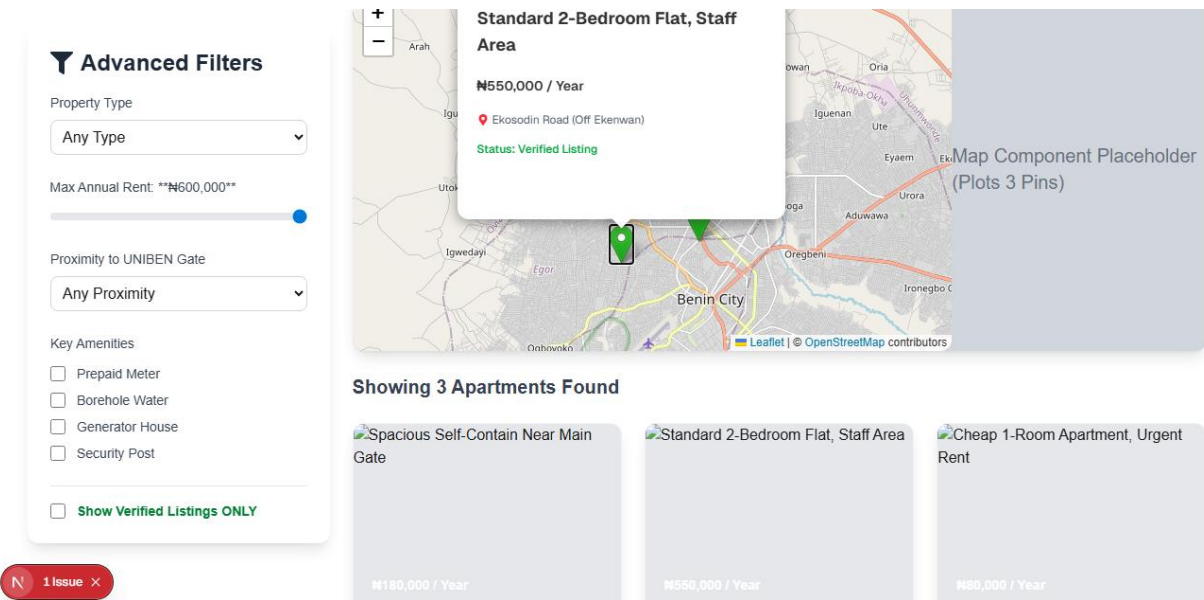 Advanced Filters
Property Type
Any Type
Max Annual Rent: **₦600,000**
Proximity to UNIBEN Gate
Any Proximity
Key Amenities
Prepaid Meter
Borehole Water
Generator House
Security Post
Show Verified Listings ONLY
N 1 Issue ×
+
−
Standard 2-Bedroom Flat, Staff
Area
₦550,000 / Year
Ekosodin Road (Off Ekenwan)
Status: Verified Listing
Arah
Igu
Utok
Igwedayi
Egor
Ogboyoko
Benin City
owan
Oria
Ikpoba-Okha
Uhunmwonde
Iguenan
Ute
Eyaem
Urora
oga
Aduwawa
Oregbeni
Ironegbo
Leaflet | © OpenStreetMap contributors
Map Component Placeholder
(Plots 3 Pins)
Showing 3 Apartments Found
Spacious Self-Contain Near Main
Gate
₦180,000 / Year
Standard 2-Bedroom Flat, Staff Area
₦550,000 / Year
Cheap 1-Room Apartment, Urgent
Rent
₦80,000 / Year